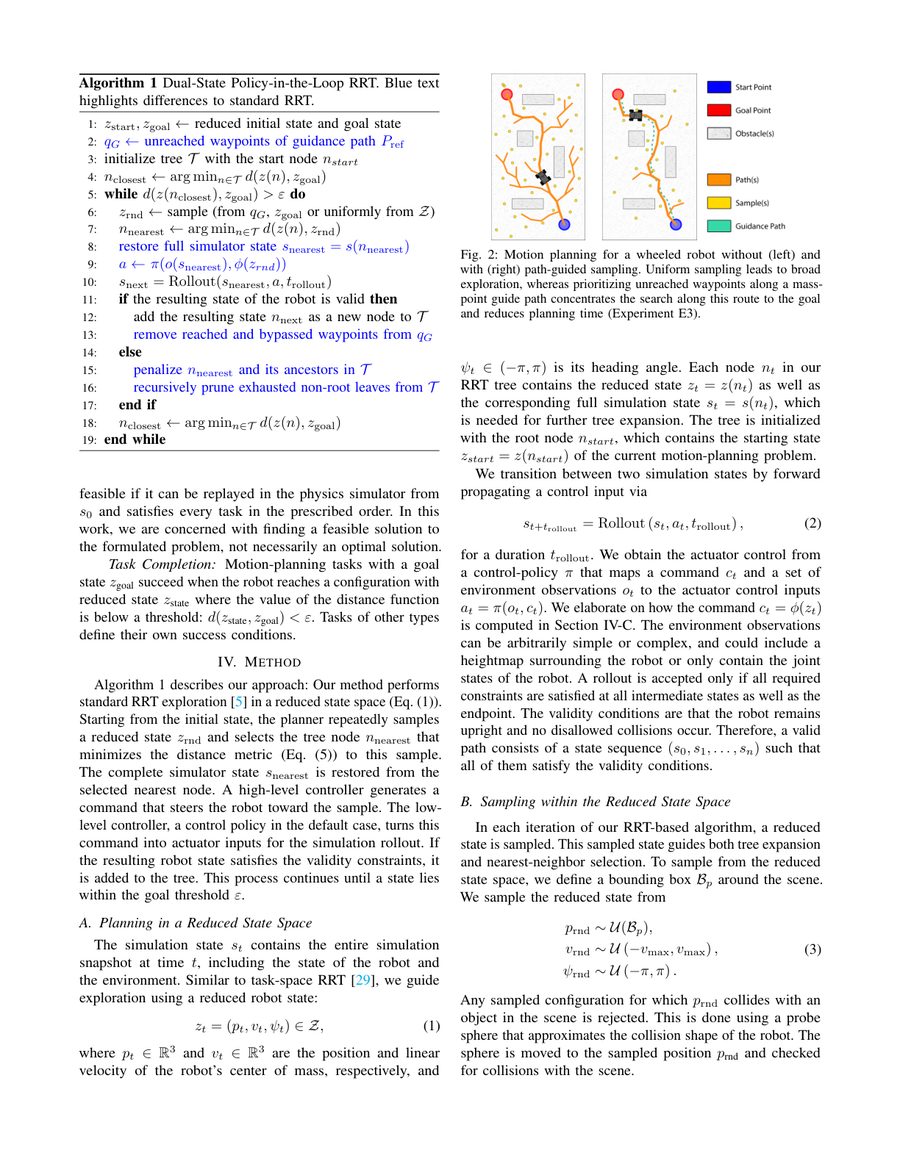 Algorithm 1 Dual-State Policy-in-the-Loop RRT. Blue text
highlights differences to standard RRT.
1: z_start, z_goal ← reduced initial state and goal state
2: q_G ← unreached waypoints of guidance path P_ref
3: initialize tree 𝒯 with the start node n_start
4: n_closest ← arg min_{n∈𝒯} d(z(n), z_goal)
5: while d(z(n_closest), z_goal) > ε do
6: z_rnd ← sample (from q_G, z_goal or uniformly from 𝒵)
7: n_nearest ← arg min_{n∈𝒯} d(z(n), z_rnd)
8: restore full simulator state s_nearest = s(n_nearest)
9: a ← π(o(s_nearest), ϕ(z_rnd))
10: s_next = Rollout(s_nearest, a, t_rollout)
11: if the resulting state of the robot is valid then
12: add the resulting state n_next as a new node to 𝒯
13: remove reached and bypassed waypoints from q_G
14: else
15: penalize n_nearest and its ancestors in 𝒯
16: recursively prune exhausted non-root leaves from 𝒯
17: end if
18: n_closest ← arg min_{n∈𝒯} d(z(n), z_goal)
19: end while
feasible if it can be replayed in the physics simulator from
s_0 and satisfies every task in the prescribed order. In this
work, we are concerned with finding a feasible solution to
the formulated problem, not necessarily an optimal solution.
Task Completion: Motion-planning tasks with a goal
state z_goal succeed when the robot reaches a configuration with
reduced state z_state where the value of the distance function
is below a threshold: d(z_state, z_goal) < ε. Tasks of other types
define their own success conditions.
IV. METHOD
Algorithm 1 describes our approach: Our method performs
standard RRT exploration [5] in a reduced state space (Eq. (1)).
Starting from the initial state, the planner repeatedly samples
a reduced state z_rnd and selects the tree node n_nearest that
minimizes the distance metric (Eq. (5)) to this sample.
The complete simulator state s_nearest is restored from the
selected nearest node. A high-level controller generates a
command that steers the robot toward the sample. The low-
level controller, a control policy in the default case, turns this
command into actuator inputs for the simulation rollout. If
the resulting robot state satisfies the validity constraints, it
is added to the tree. This process continues until a state lies
within the goal threshold ε.
A. Planning in a Reduced State Space
The simulation state s_t contains the entire simulation
snapshot at time t, including the state of the robot and
the environment. Similar to task-space RRT [29], we guide
exploration using a reduced robot state:
z_t = (p_t, v_t, ψ_t) ∈ 𝒵, (1)
where p_t ∈ ℝ³ and v_t ∈ ℝ³ are the position and linear
velocity of the robot's center of mass, respectively, and
Start Point
Goal Point
Obstacle(s)
Path(s)
Sample(s)
Guidance Path
Fig. 2: Motion planning for a wheeled robot without (left) and
with (right) path-guided sampling. Uniform sampling leads to broad
exploration, whereas prioritizing unreached waypoints along a mass-
point guide path concentrates the search along this route to the goal
and reduces planning time (Experiment E3).
ψ_t ∈ (−π, π) is its heading angle. Each node n_t in our
RRT tree contains the reduced state z_t = z(n_t) as well as
the corresponding full simulation state s_t = s(n_t), which
is needed for further tree expansion. The tree is initialized
with the root node n_start, which contains the starting state
z_start = z(n_start) of the current motion-planning problem.
We transition between two simulation states by forward
propagating a control input via
s_{t+t_rollout} = Rollout (s_t, a_t, t_rollout) , (2)
for a duration t_rollout. We obtain the actuator control from
a control-policy π that maps a command c_t and a set of
environment observations o_t to the actuator control inputs
a_t = π(o_t, c_t). We elaborate on how the command c_t = ϕ(z_t)
is computed in Section IV-C. The environment observations
can be arbitrarily simple or complex, and could include a
heightmap surrounding the robot or only contain the joint
states of the robot. A rollout is accepted only if all required
constraints are satisfied at all intermediate states as well as the
endpoint. The validity conditions are that the robot remains
upright and no disallowed collisions occur. Therefore, a valid
path consists of a state sequence (s_0, s_1, . . . , s_n) such that
all of them satisfy the validity conditions.
B. Sampling within the Reduced State Space
In each iteration of our RRT-based algorithm, a reduced
state is sampled. This sampled state guides both tree expansion
and nearest-neighbor selection. To sample from the reduced
state space, we define a bounding box ℬ_p around the scene.
We sample the reduced state from
p_rnd ∼ 𝒰(ℬ_p),
v_rnd ∼ 𝒰 (−v_max, v_max) , (3)
ψ_rnd ∼ 𝒰 (−π, π) .
Any sampled configuration for which p_rnd collides with an
object in the scene is rejected. This is done using a probe
sphere that approximates the collision shape of the robot. The
sphere is moved to the sampled position p_rnd and checked
for collisions with the scene.